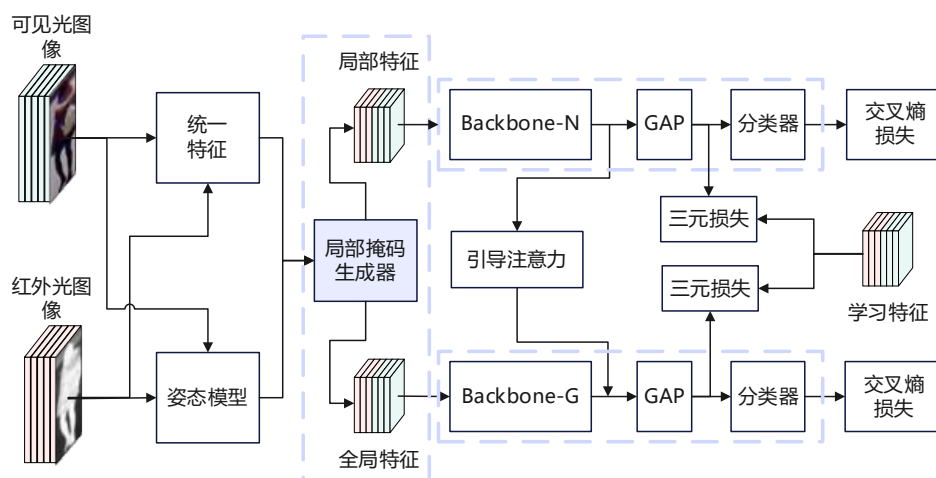 可见光图
像
红外光图
像
统一
特征
姿态模型
局部特征
局部掩码
生成器
全局特征
Backbone-N
GAP
分类器
交叉熵
损失
三元损失
引导注意力
三元损失
学习特征
Backbone-G
GAP
分类器
交叉熵
损失